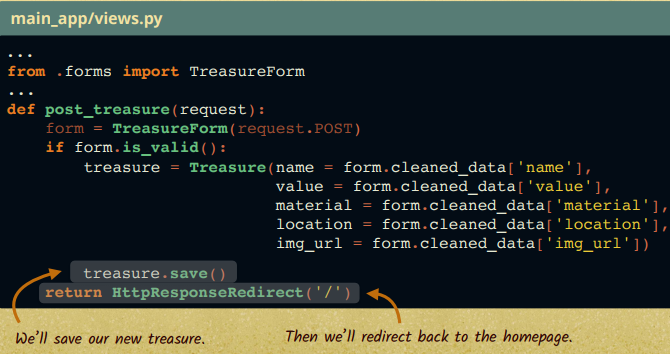 main_app/views.py
...
from .forms import TreasureForm
...
def post_treasure(request):
    form = TreasureForm(request.POST)
    if form.is_valid():
        treasure = Treasure(name = form.cleaned_data['name'],
                            value = form.cleaned_data['value'],
                            material = form.cleaned_data['material'],
                            location = form.cleaned_data['location'],
                            img_url = form.cleaned_data['img_url'])
        treasure.save()
    return HttpResponseRedirect('/')
We'll save our new treasure.
Then we'll redirect back to the homepage.